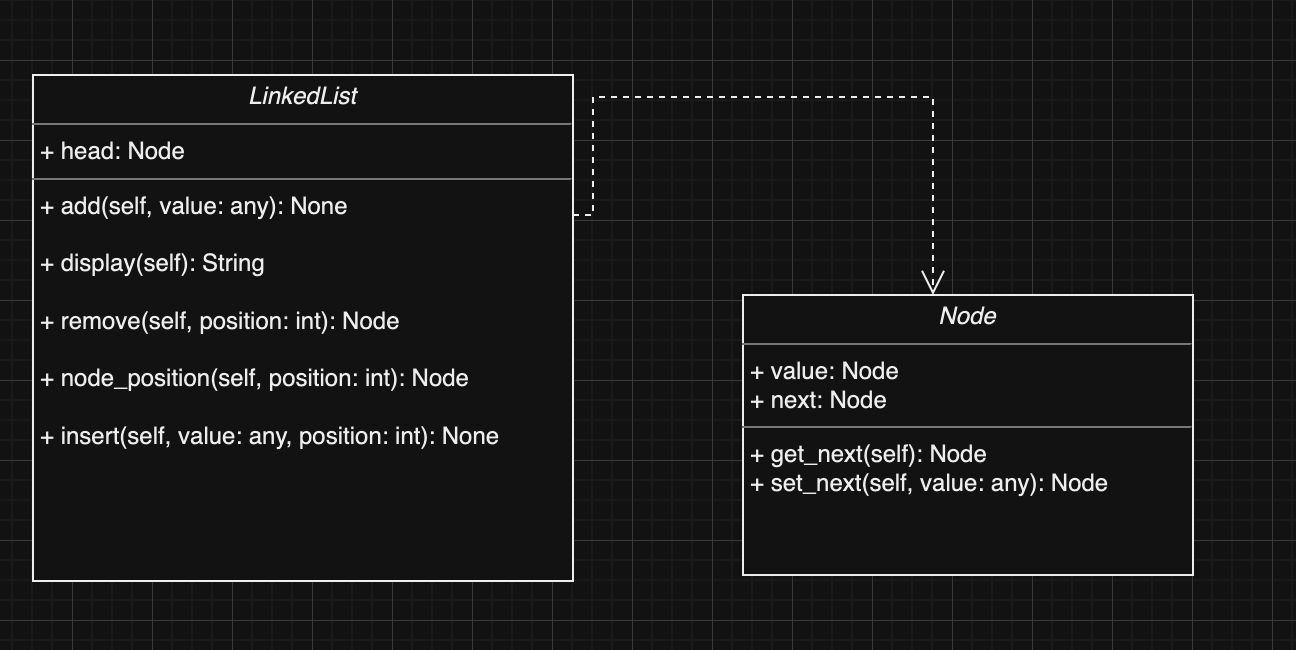 LinkedList
+ head: Node
+ add(self, value: any): None
+ display(self): String
+ remove(self, position: int): Node
+ node_position(self, position: int): Node
+ insert(self, value: any, position: int): None
Node
+ value: Node
+ next: Node
+ get_next(self): Node
+ set_next(self, value: any): Node